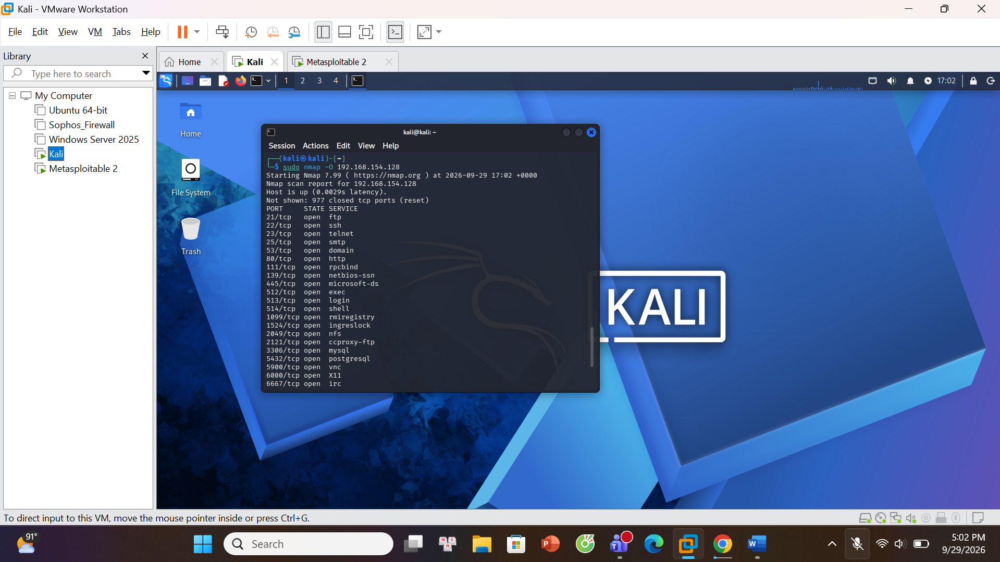 Kali - VMware Workstation
File Edit View VM Tabs Help
Library
Type here to search
My Computer
Ubuntu 64-bit
Sophos_Firewall
Windows Server 2025
Kali
Metasploitable 2
Home
Kali
Metasploitable 2
1 2 3 4
17:02
Home
File System
Trash
kali@kali: ~
Session Actions Edit View Help
┌──(kali㉿kali)-[~]
└─$ sudo nmap -O 192.168.154.128
Starting Nmap 7.99 ( https://nmap.org ) at 2026-09-29 17:02 +0000
Nmap scan report for 192.168.154.128
Host is up (0.0029s latency).
Not shown: 977 closed tcp ports (reset)
PORT     STATE SERVICE
21/tcp   open  ftp
22/tcp   open  ssh
23/tcp   open  telnet
25/tcp   open  smtp
53/tcp   open  domain
80/tcp   open  http
111/tcp  open  rpcbind
139/tcp  open  netbios-ssn
445/tcp  open  microsoft-ds
512/tcp  open  exec
513/tcp  open  login
514/tcp  open  shell
1099/tcp open  rmiregistry
1524/tcp open  ingreslock
2049/tcp open  nfs
2121/tcp open  ccproxy-ftp
3306/tcp open  mysql
5432/tcp open  postgresql
5900/tcp open  vnc
6000/tcp open  X11
6667/tcp open  irc
KALI
To direct input to this VM, move the mouse pointer inside or press Ctrl+G.
91°
Search
5:02 PM
9/29/2026